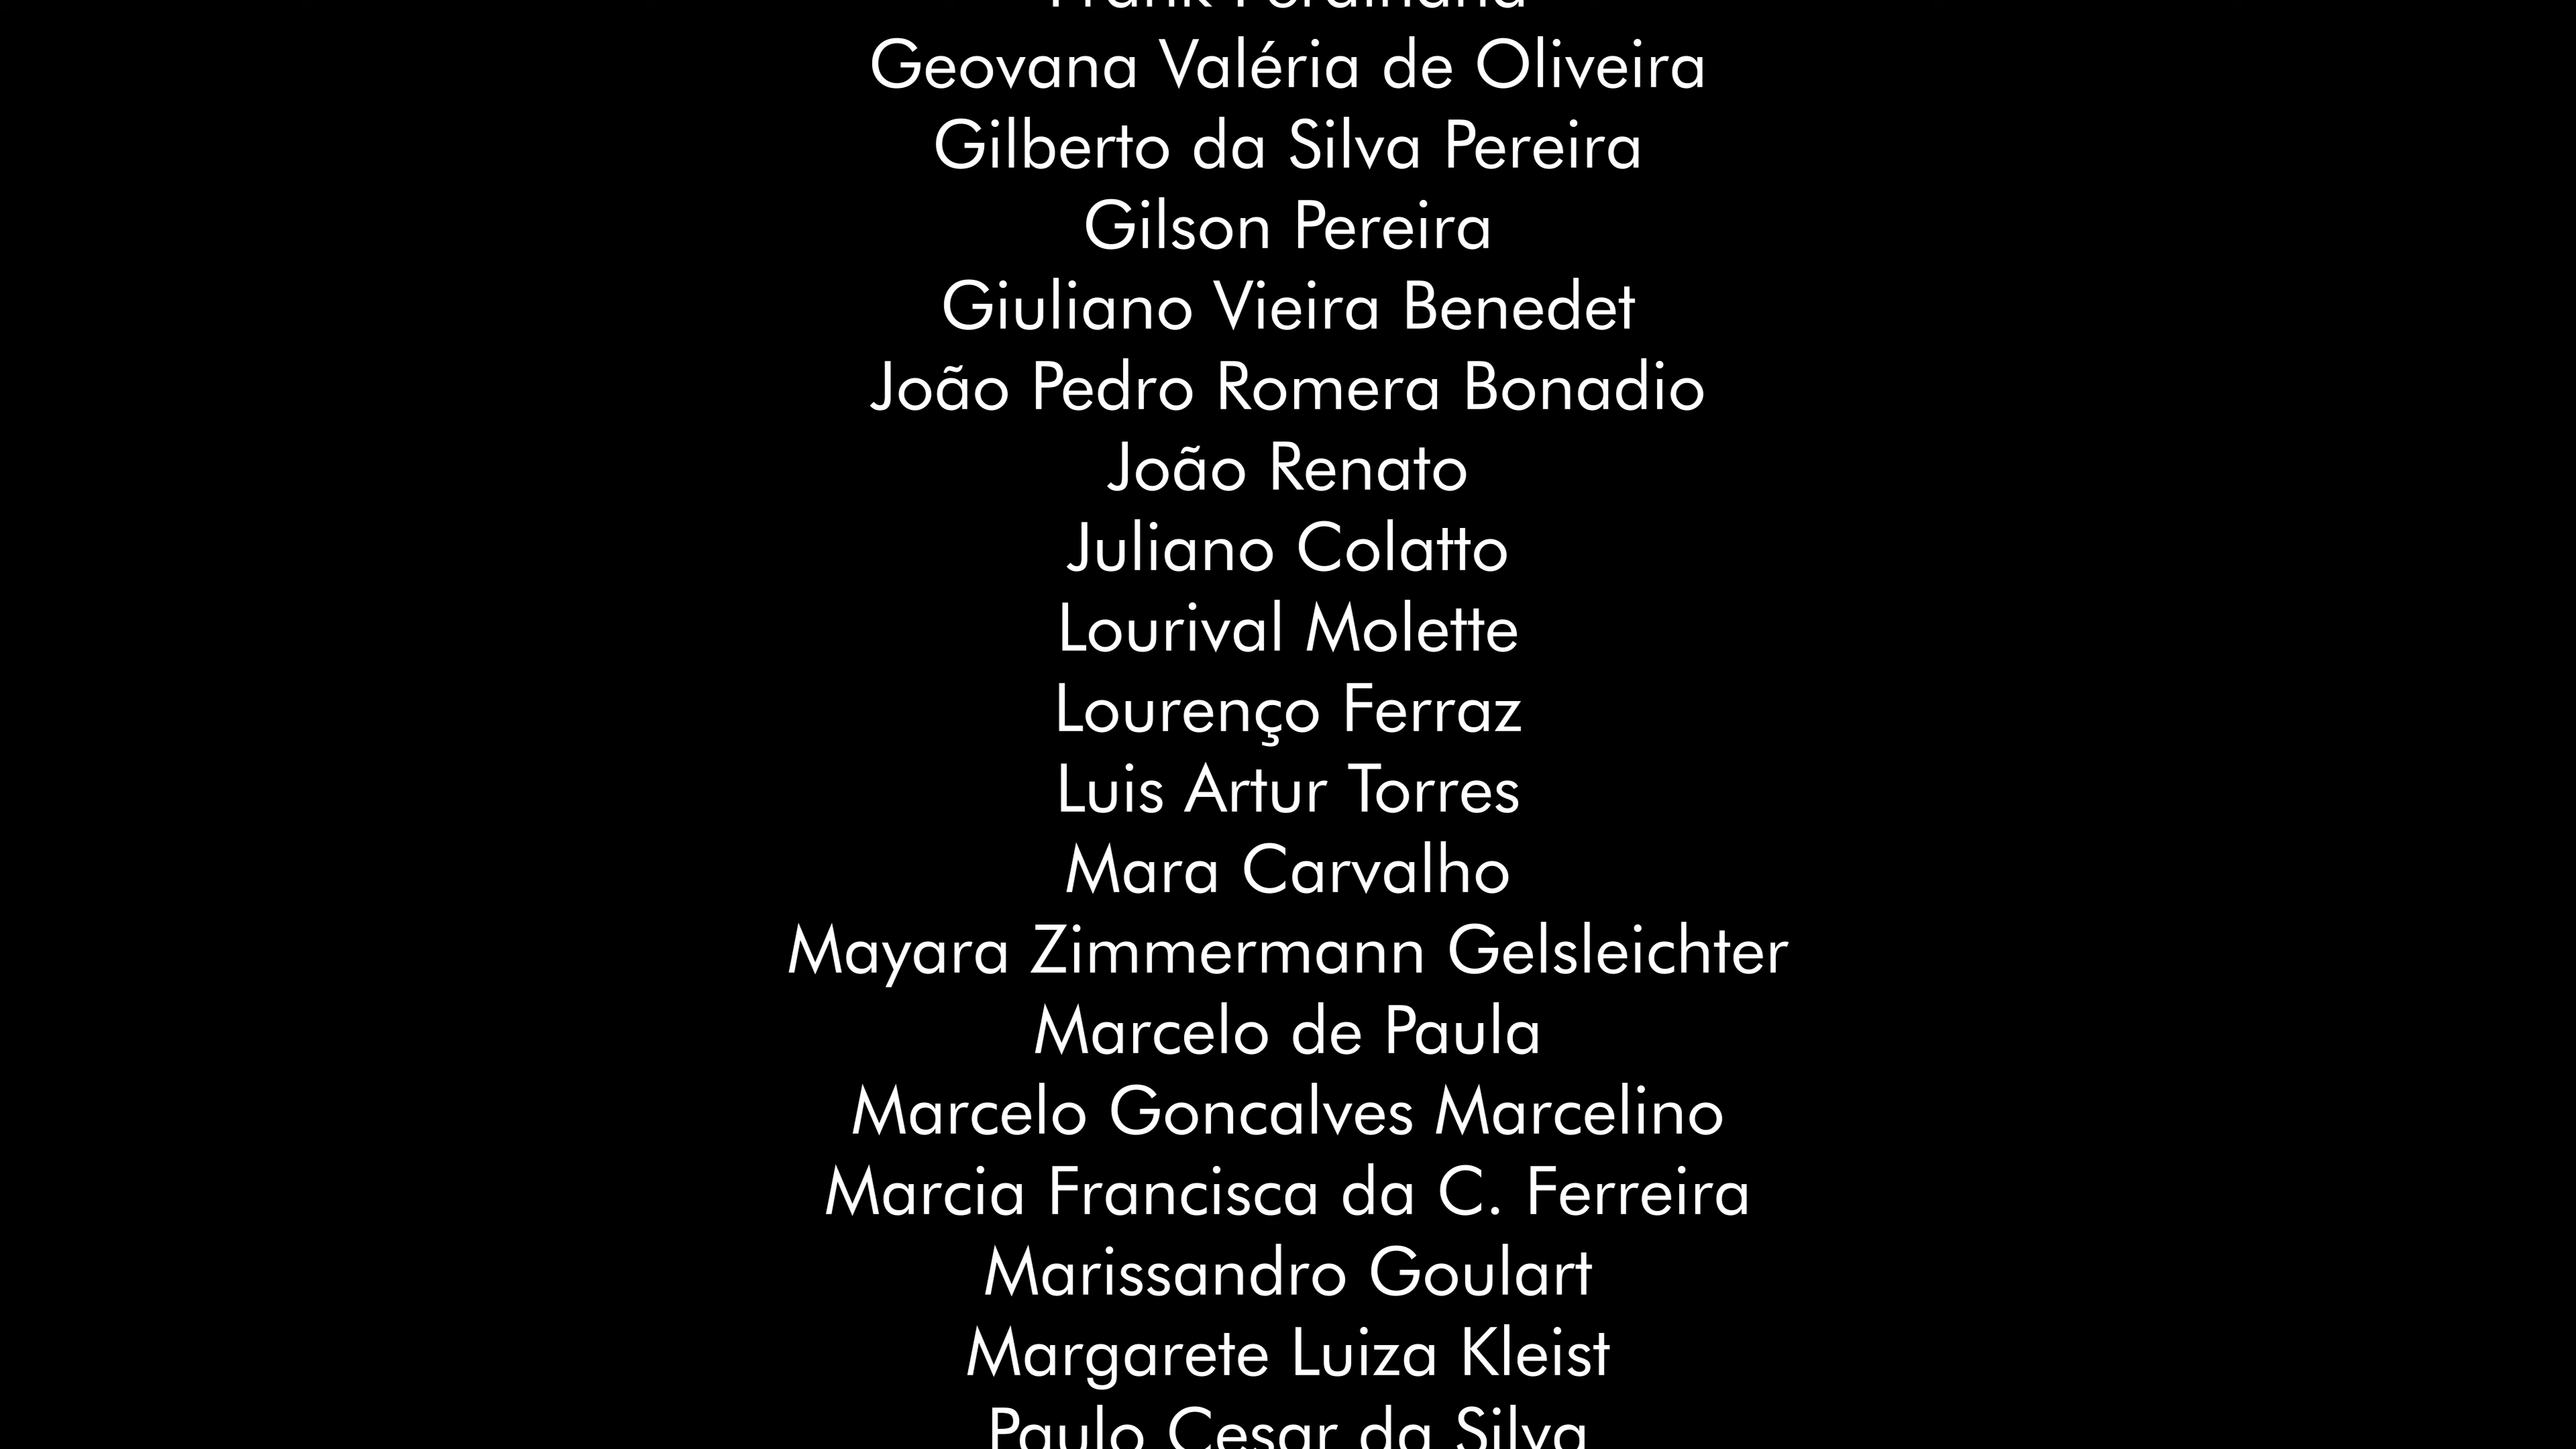 Frank Ferdinand
Geovana Valéria de Oliveira
Gilberto da Silva Pereira
Gilson Pereira
Giuliano Vieira Benedet
João Pedro Romera Bonadio
João Renato
Juliano Colatto
Lourival Molette
Lourenço Ferraz
Luis Artur Torres
Mara Carvalho
Mayara Zimmermann Gelsleichter
Marcelo de Paula
Marcelo Goncalves Marcelino
Marcia Francisca da C. Ferreira
Marissandro Goulart
Margarete Luiza Kleist
Paulo Cesar da Silva